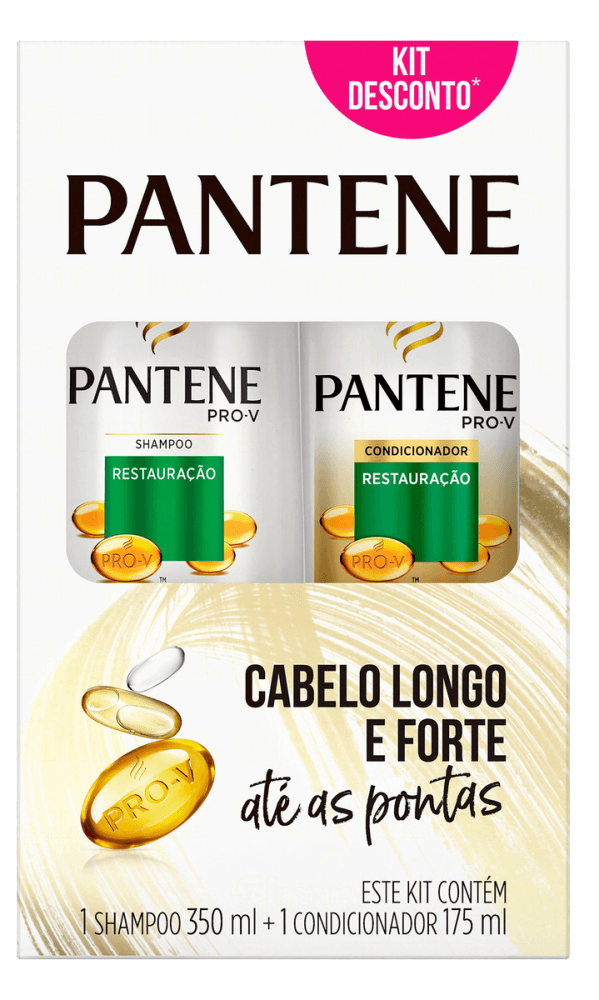 KIT
DESCONTO*
PANTENE
PANTENE
PRO-V
SHAMPOO
RESTAURAÇÃO
PRO-V
TM
PANTENE
PRO-V
CONDICIONADOR
RESTAURAÇÃO
PRO-V
TM
CABELO LONGO
E FORTE
até as pontas
PRO-V
ESTE KIT CONTÉM
1 SHAMPOO 350 ml + 1 CONDICIONADOR 175 ml